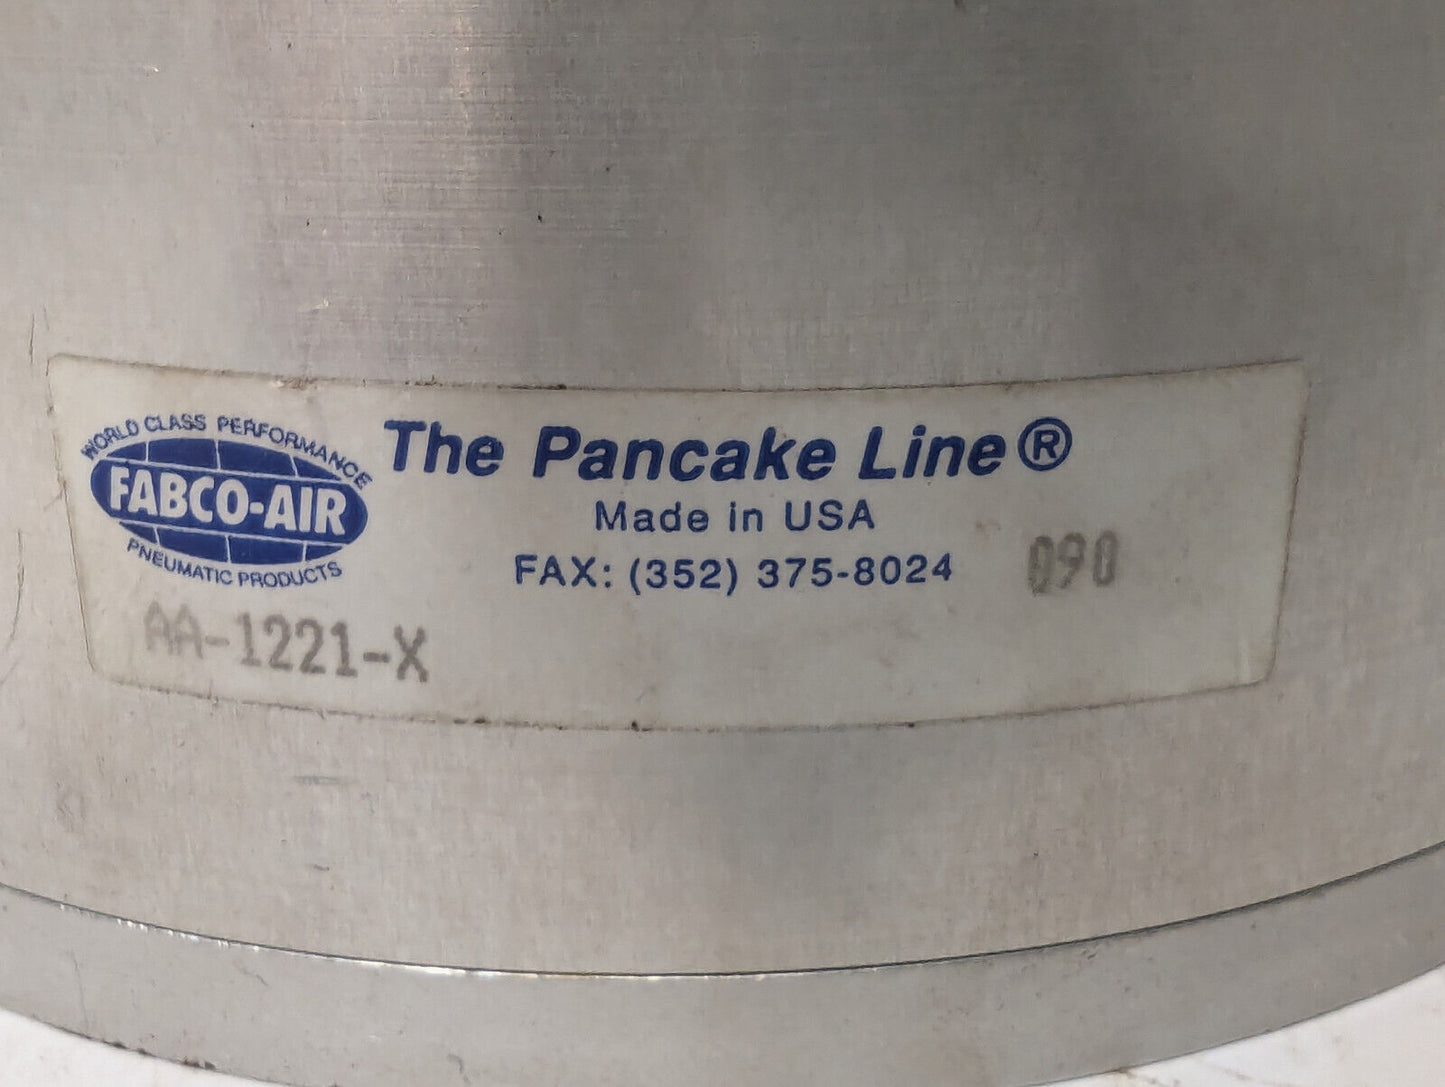 WORLD CLASS PERFORMANCE
FABCO-AIR
PNEUMATIC PRODUCTS
The Pancake Line®
Made in USA
FAX: (352) 375-8024
090
AA-1221-X